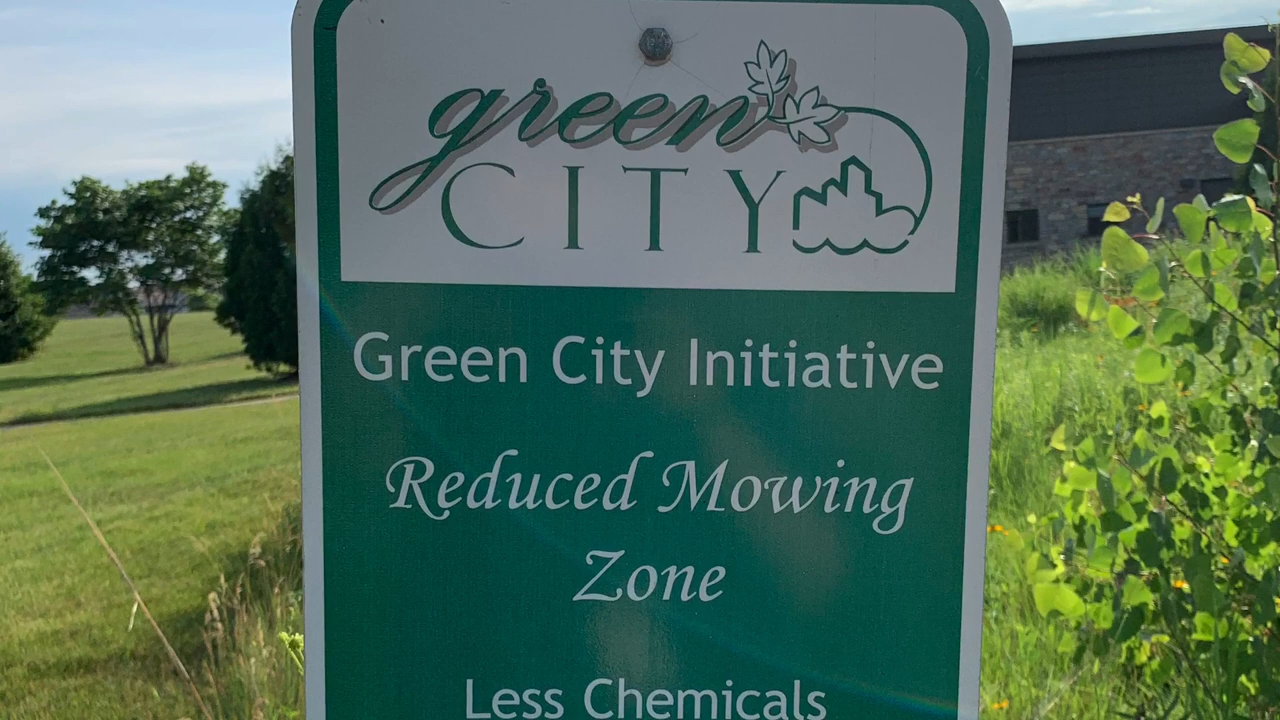 green
CITY
Green City Initiative
Reduced Mowing
Zone
Less Chemicals